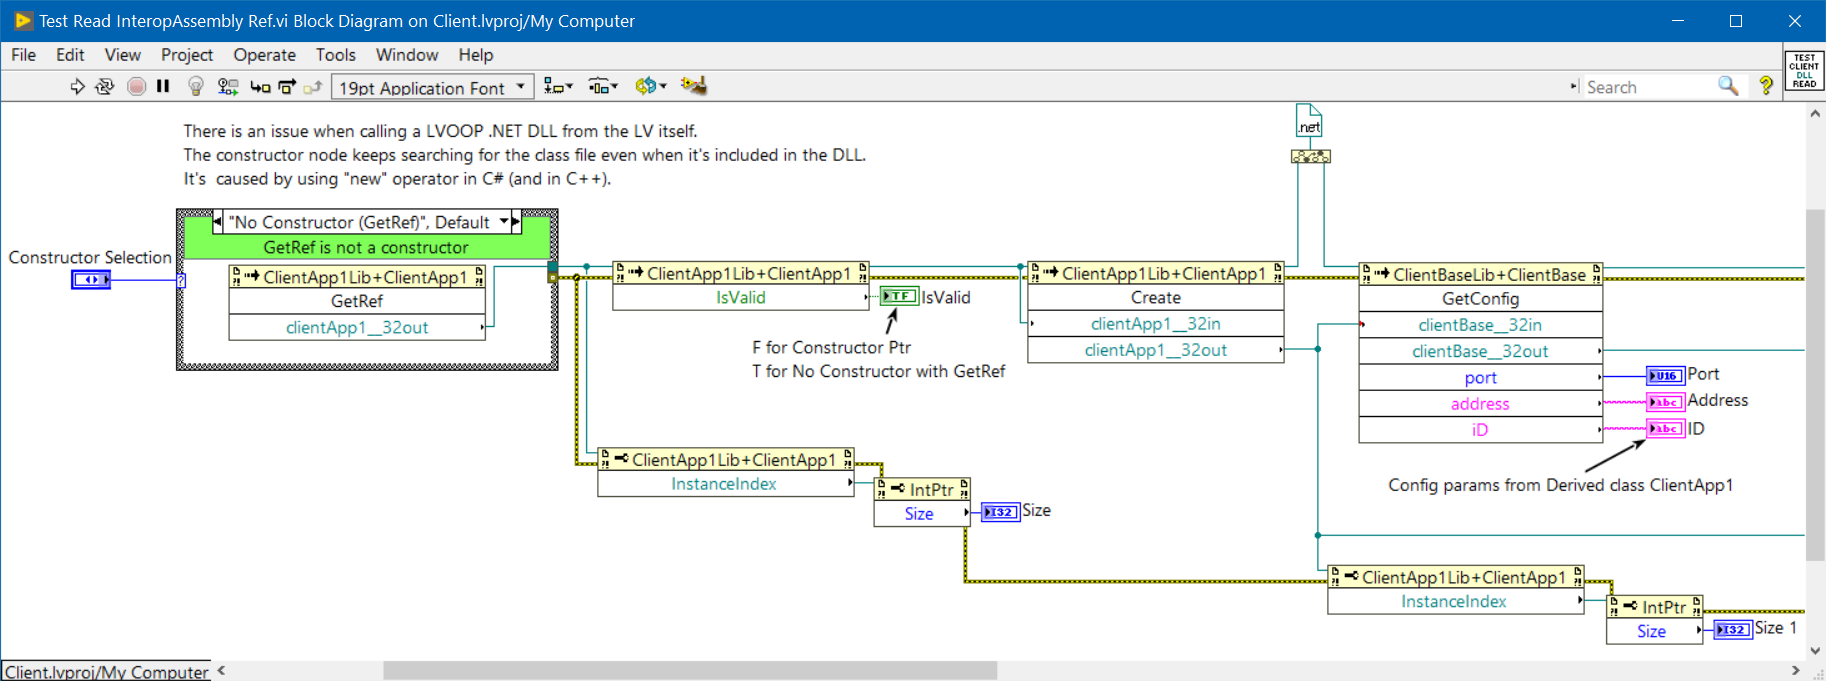 Test Read InteropAssembly Ref.vi Block Diagram on Client.lvproj/My Computer
File Edit View Project Operate Tools Window Help
19pt Application Font
Search
TEST
CLIENT
DLL
READ
There is an issue when calling a LVOOP .NET DLL from the LV itself.
The constructor node keeps searching for the class file even when it's included in the DLL.
It's  caused by using "new" operator in C# (and in C++).
.net
"No Constructor (GetRef)", Default
GetRef is not a constructor
Constructor Selection
ClientApp1Lib+ClientApp1
GetRef
clientApp1__32out
ClientApp1Lib+ClientApp1
IsValid
TF IsValid
F for Constructor Ptr
T for No Constructor with GetRef
ClientApp1Lib+ClientApp1
Create
clientApp1__32in
clientApp1__32out
ClientBaseLib+ClientBase
GetConfig
clientBase__32in
clientBase__32out
port
address
iD
U16 Port
abc Address
abc ID
Config params from Derived class ClientApp1
ClientApp1Lib+ClientApp1
InstanceIndex
IntPtr
Size
I32 Size
ClientApp1Lib+ClientApp1
InstanceIndex
IntPtr
Size
I32 Size 1
Client.lvproj/My Computer